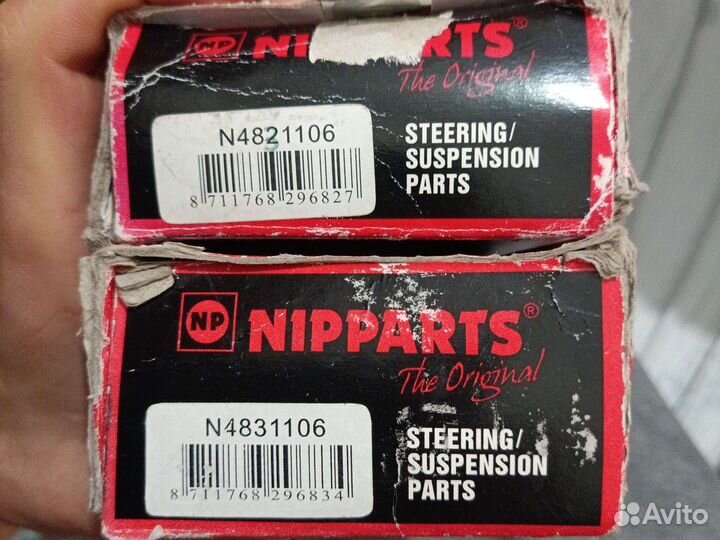 NP NIPPARTS®
The Original
N4821106
8 711768 296827
STEERING/
SUSPENSION
PARTS
NP NIPPARTS®
The Original
N4831106
8 711768 296834
STEERING/
SUSPENSION
PARTS
Avito